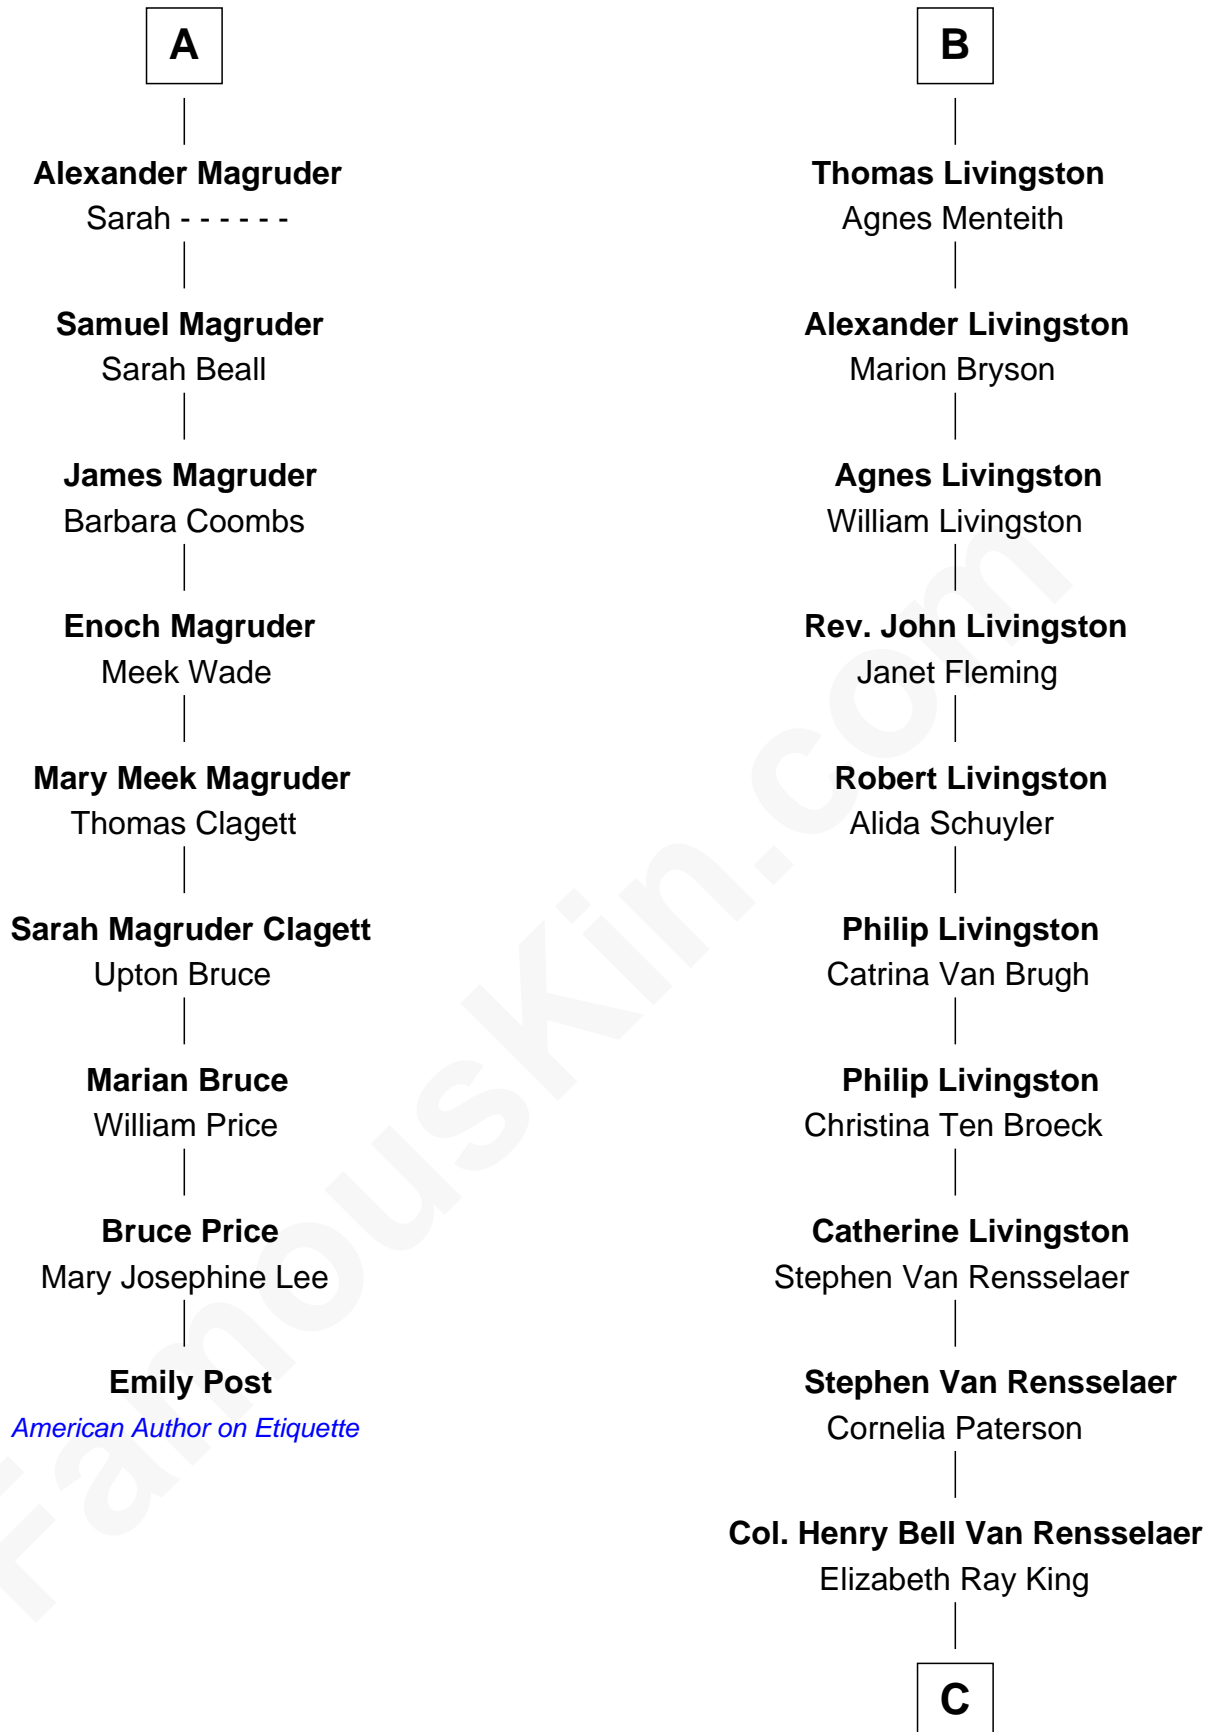 A
Alexander Magruder
Sarah - - - - - -
Samuel Magruder
Sarah Beall
James Magruder
Barbara Coombs
Enoch Magruder
Meek Wade
Mary Meek Magruder
Thomas Clagett
Sarah Magruder Clagett
Upton Bruce
Marian Bruce
William Price
Bruce Price
Mary Josephine Lee
Emily Post
American Author on Etiquette
B
Thomas Livingston
Agnes Menteith
Alexander Livingston
Marion Bryson
Agnes Livingston
William Livingston
Rev. John Livingston
Janet Fleming
Robert Livingston
Alida Schuyler
Philip Livingston
Catrina Van Brugh
Philip Livingston
Christina Ten Broeck
Catherine Livingston
Stephen Van Rensselaer
Stephen Van Rensselaer
Cornelia Paterson
Col. Henry Bell Van Rensselaer
Elizabeth Ray King
C
FamousKin.com